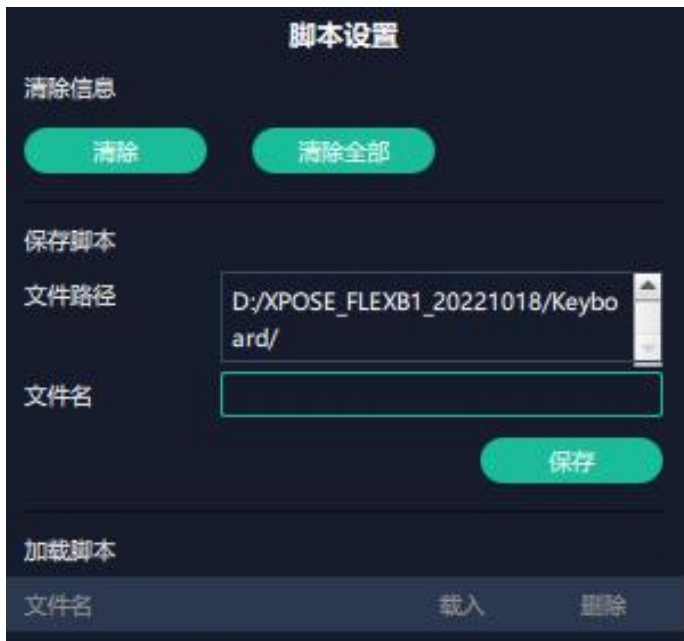 脚本设置
清除信息
清除 清除全部
保存脚本
文件路径 D:/XPOSE_FLEXB1_20221018/Keybo
ard/
文件名
保存
加载脚本
文件名 载入 删除